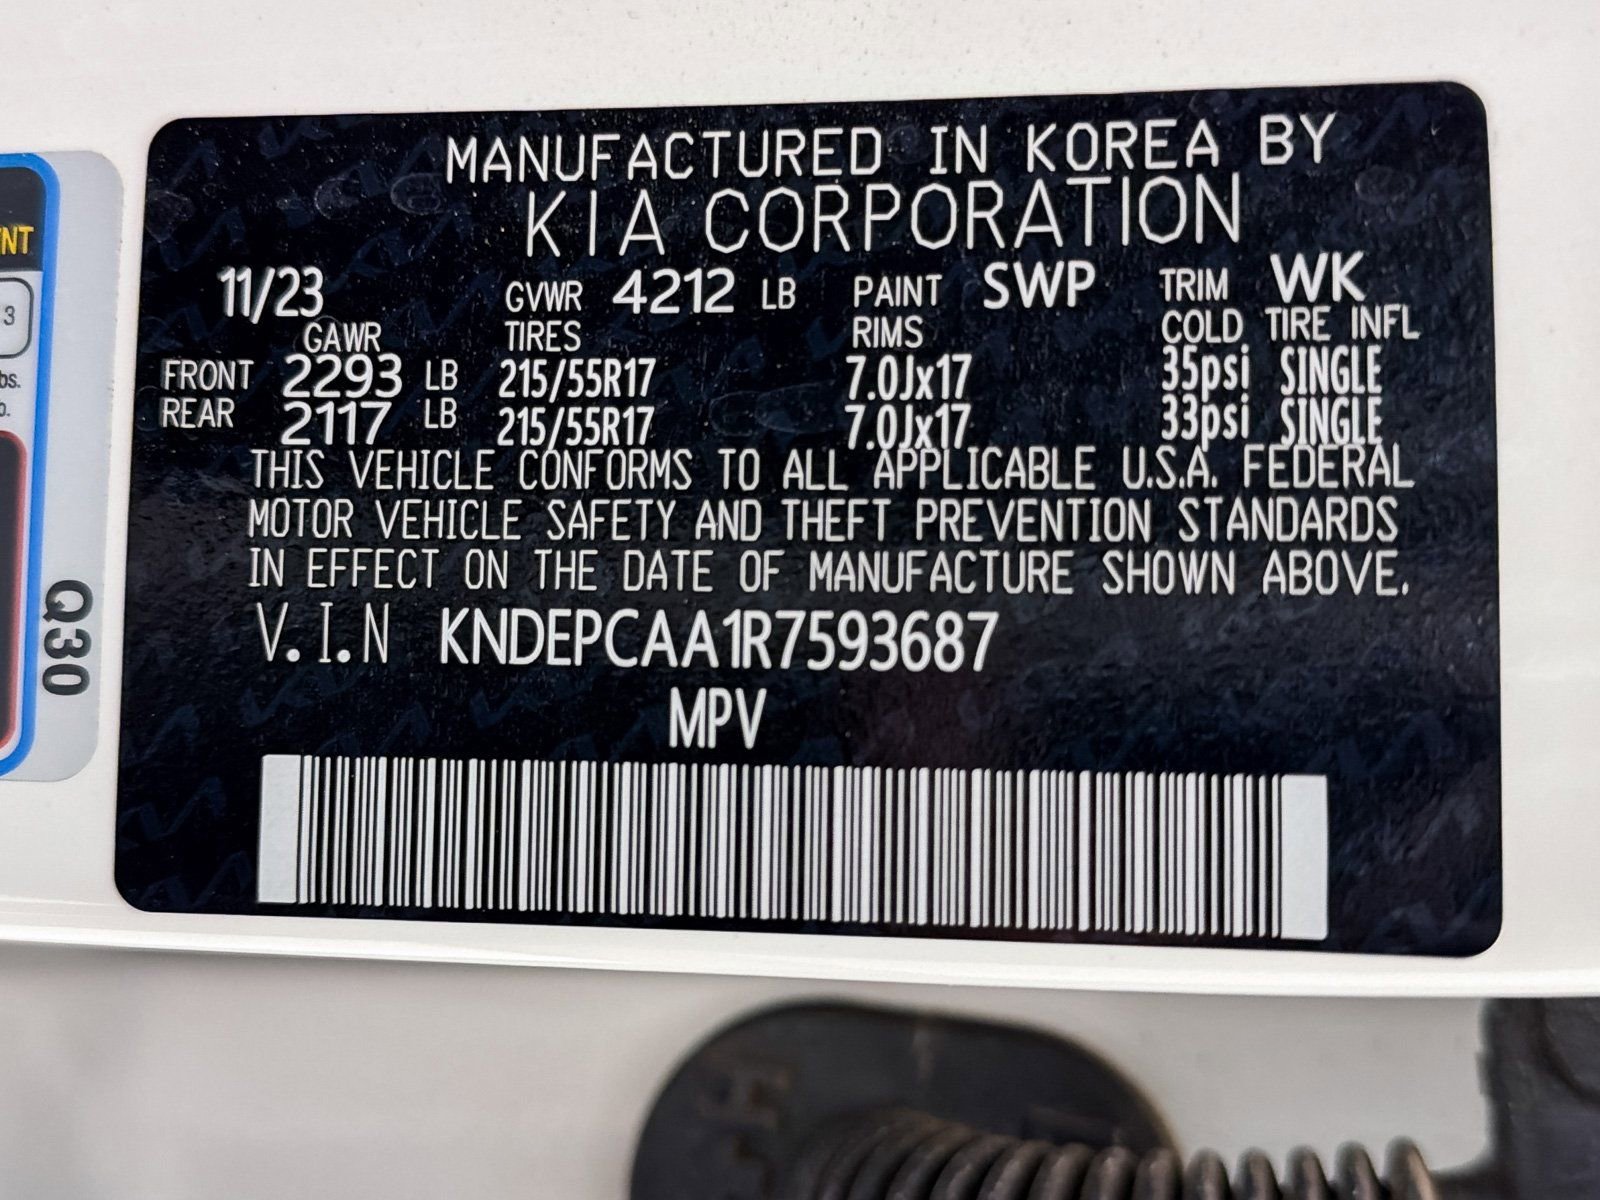 MANUFACTURED IN KOREA BY
KIA CORPORATION
11/23 GVWR 4212 LB PAINT SWP TRIM WK
GAWR TIRES RIMS COLD TIRE INFL
FRONT 2293 LB 215/55R17 7.0Jx17 35psi SINGLE
REAR 2117 LB 215/55R17 7.0Jx17 33psi SINGLE
THIS VEHICLE CONFORMS TO ALL APPLICABLE U.S.A. FEDERAL
MOTOR VEHICLE SAFETY AND THEFT PREVENTION STANDARDS
IN EFFECT ON THE DATE OF MANUFACTURE SHOWN ABOVE.
V.I.N KNDEPCAA1R7593687
MPV
NT
3
bs.
b.
Q30